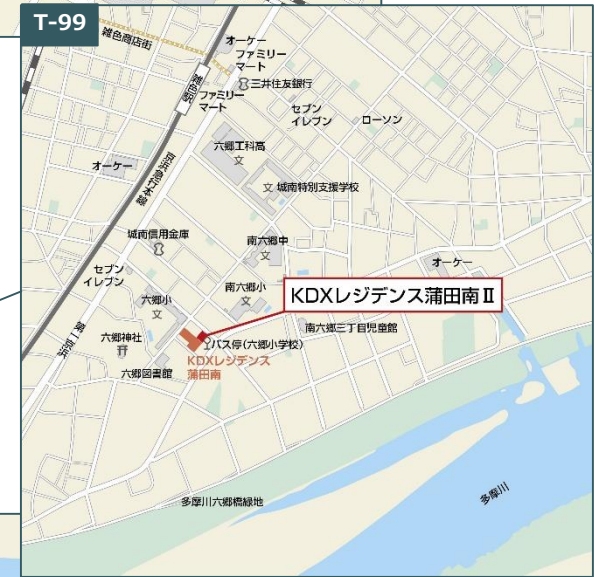 T-99
雑色商店街
オーケー
ファミリー
マート
三井住友銀行
雑色駅
ファミリー
マート
セブン
イレブン
ローソン
六郷工科高
文
オーケー
京浜急行本線
文
城南特別支援学校
城南信用金庫
南六郷中
文
オーケー
セブン
イレブン
六郷小
文
南六郷小
文
KDXレジデンス蒲田南Ⅱ
南六郷三丁目児童館
六郷神社
バス停(六郷小学校)
KDXレジデンス
蒲田南
六郷図書館
第一京浜
多摩川六郷橋緑地
多摩川